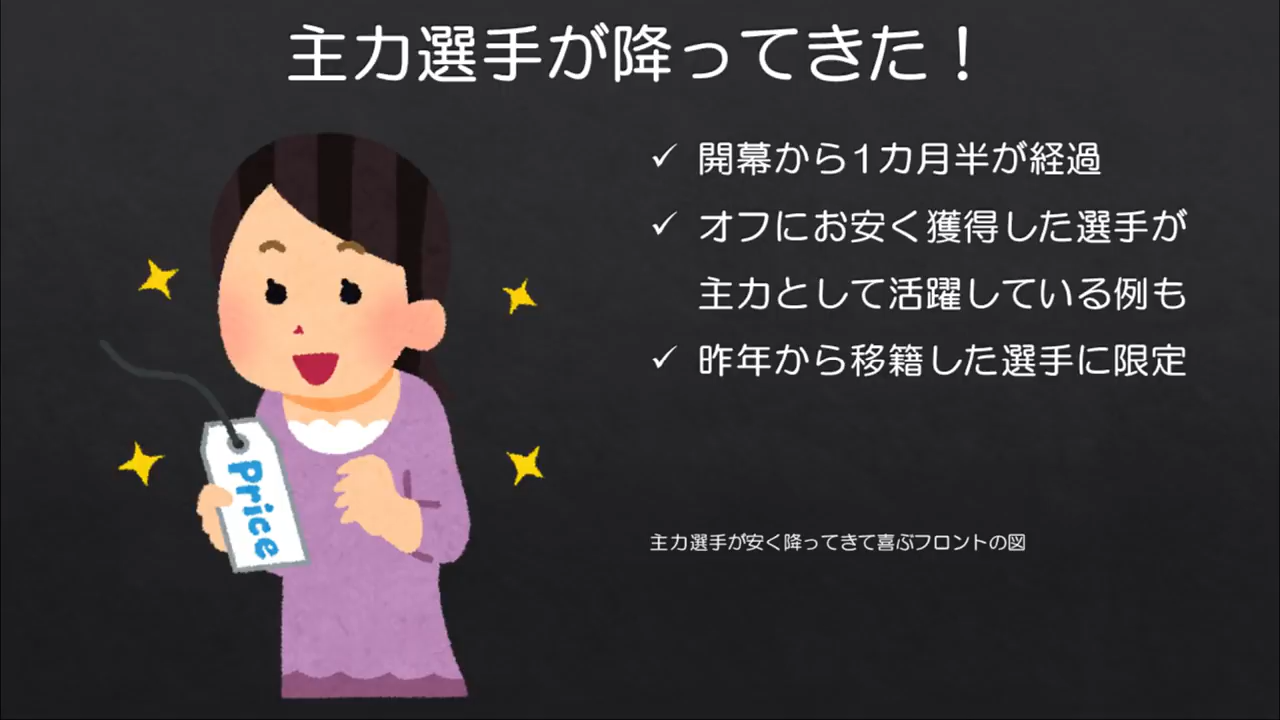 主力選手が降ってきた！
✓ 開幕から1カ月半が経過
✓ オフにお安く獲得した選手が
主力として活躍している例も
✓ 昨年から移籍した選手に限定
Price
主力選手が安く降ってきて喜ぶフロントの図